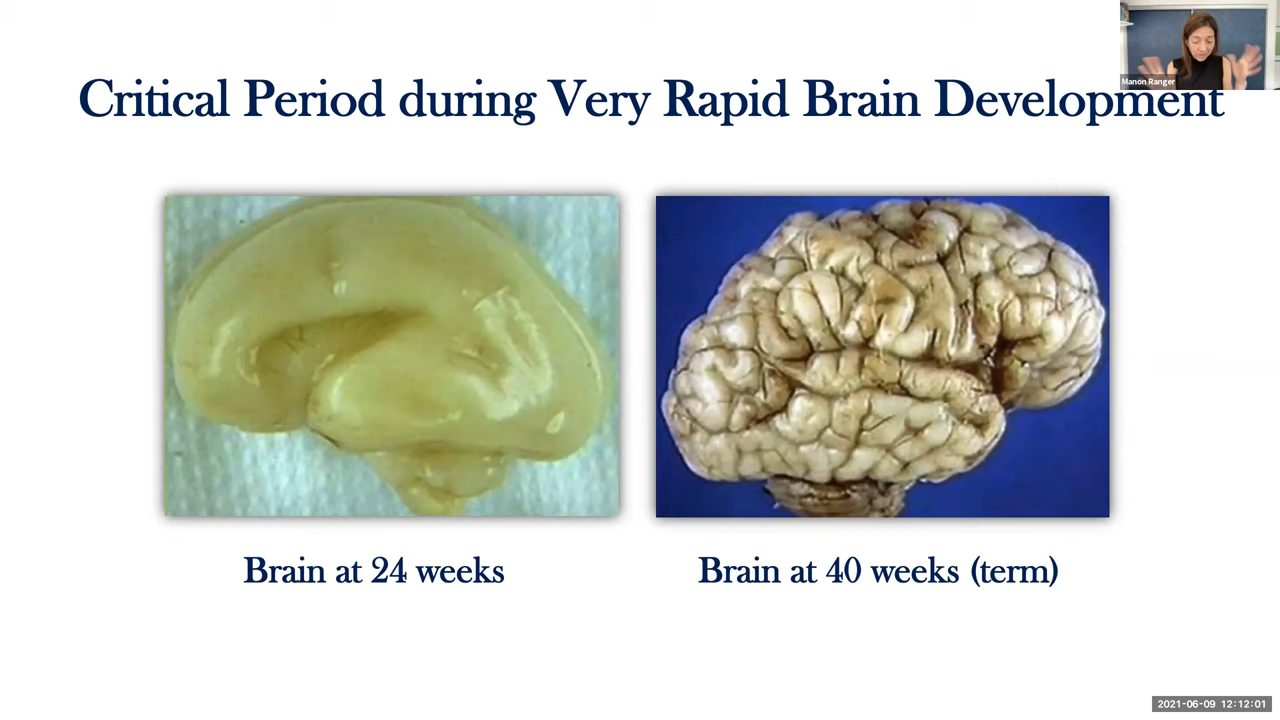 Manon Ranger
Critical Period during Very Rapid Brain Development
Brain at 24 weeks
Brain at 40 weeks (term)
2021-06-09 12:12:01